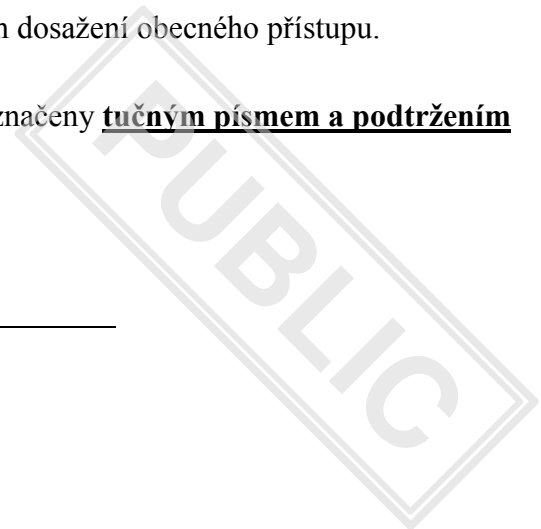 dosažení obecného přístupu.
značeny tučným písmem a podtržením
PUBLIC